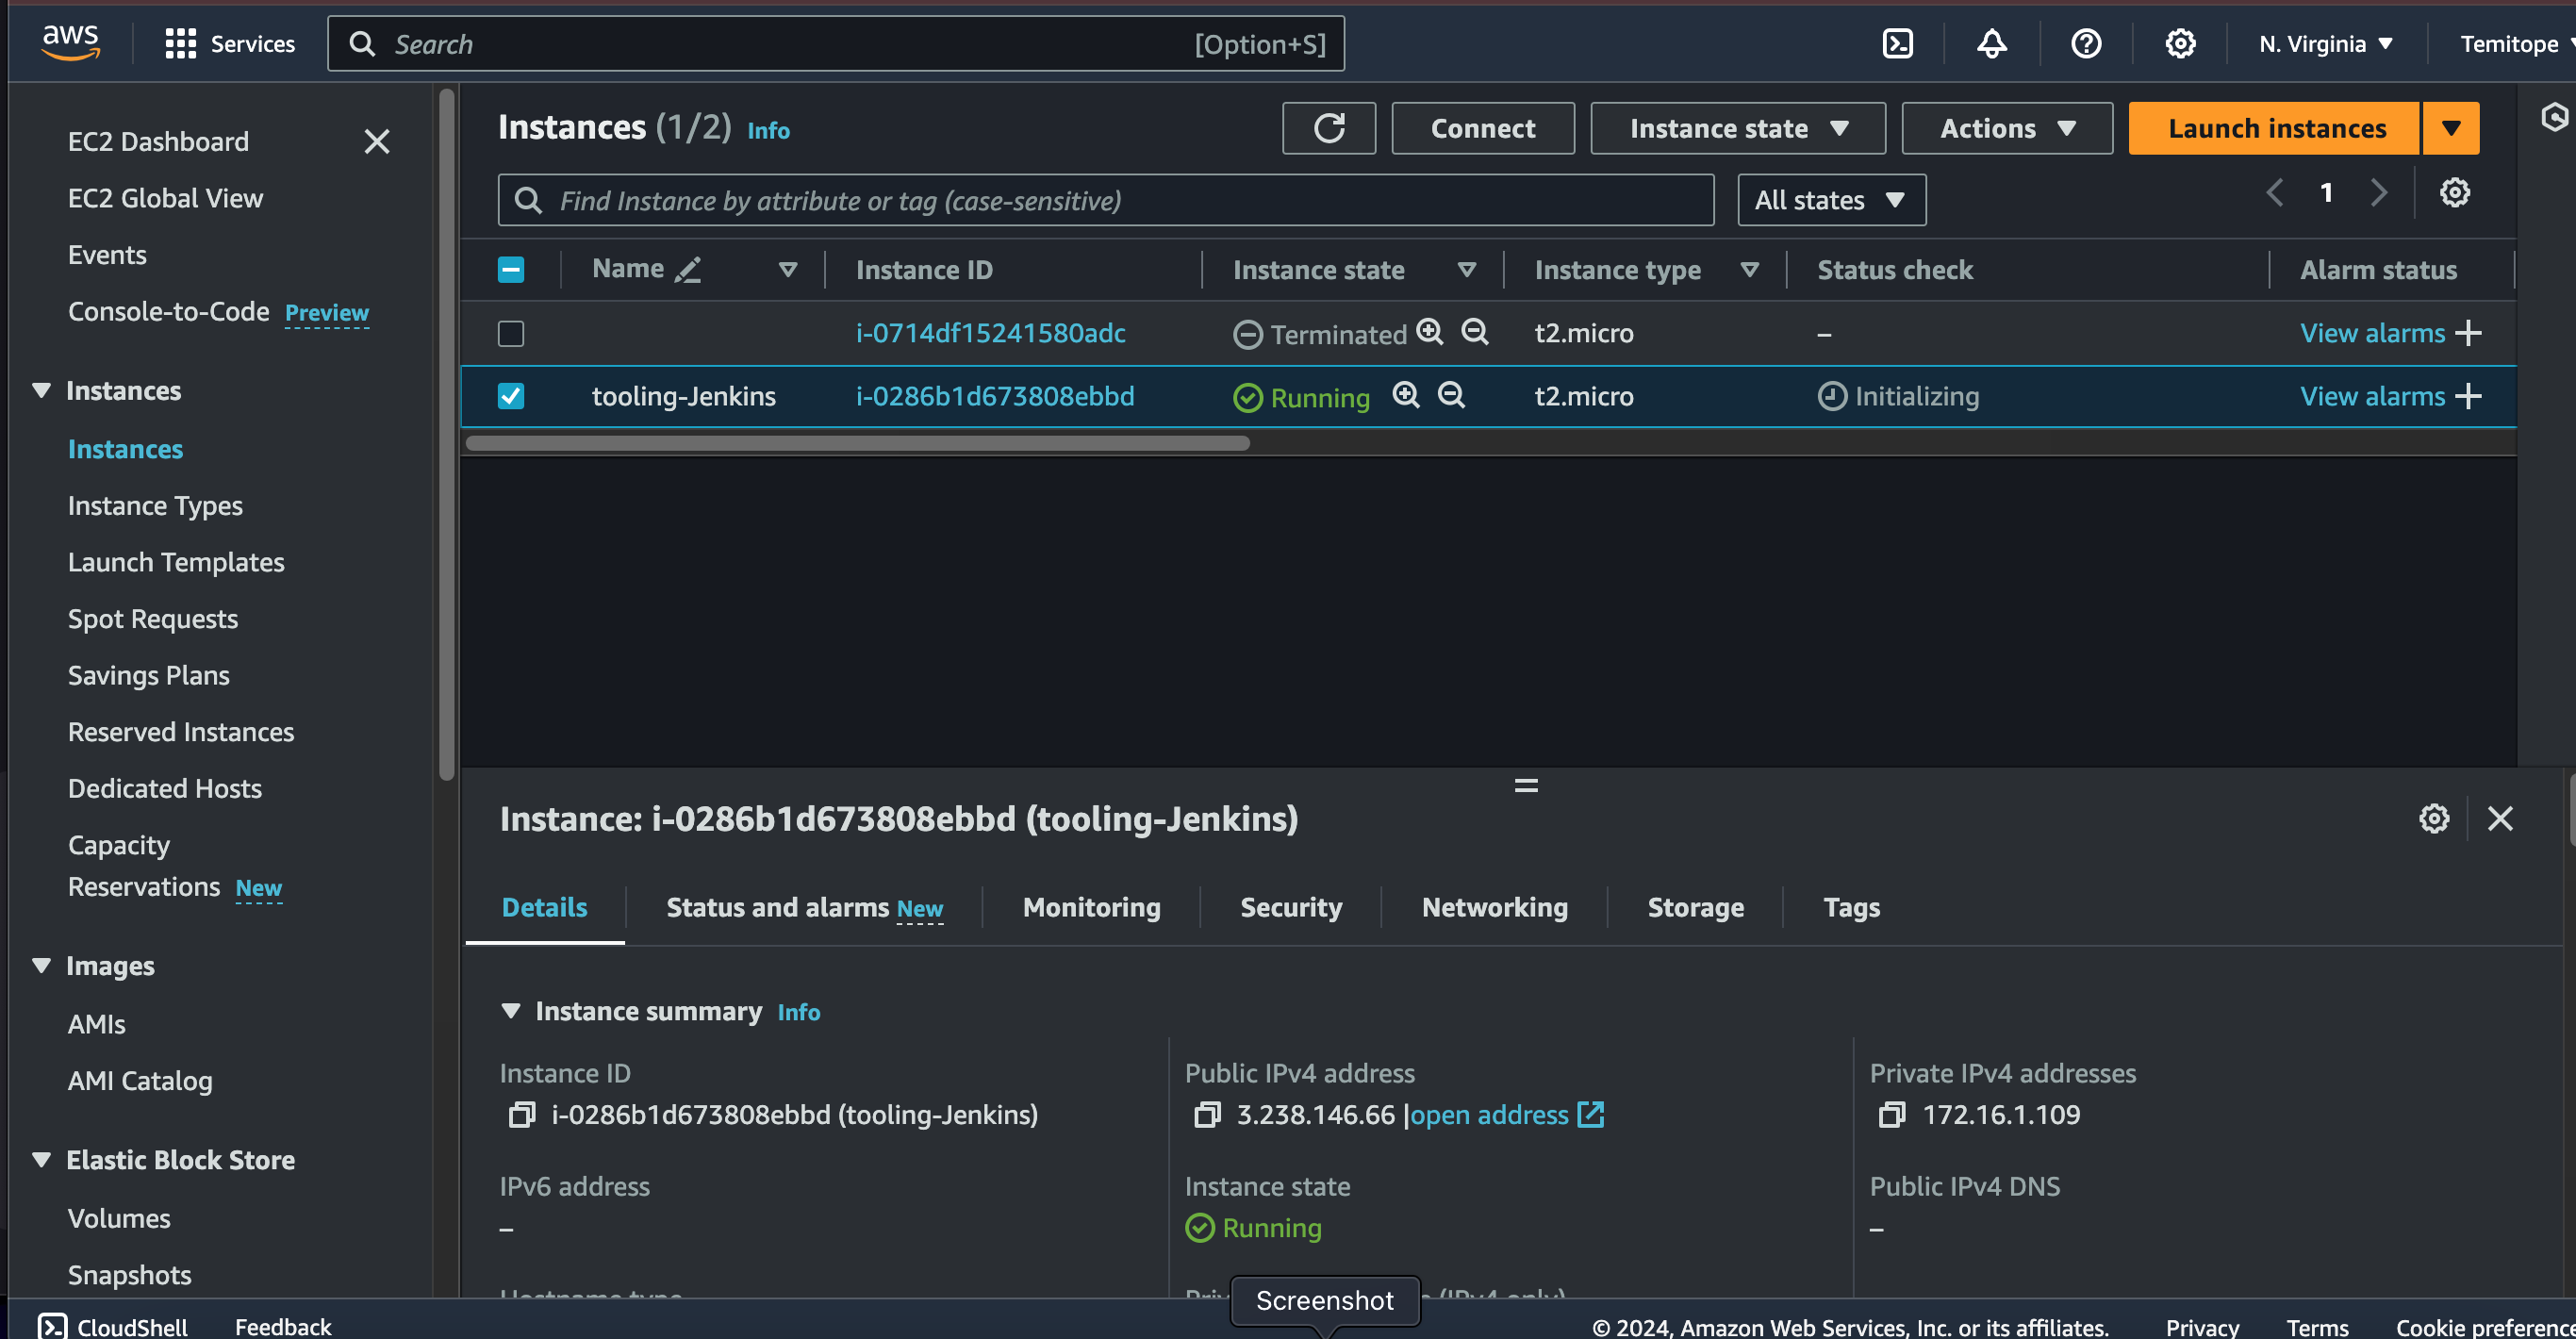 aws
Services
Search
[Option+S]
N. Virginia
Temitope
EC2 Dashboard
EC2 Global View
Events
Console-to-Code Preview
Instances
Instances
Instance Types
Launch Templates
Spot Requests
Savings Plans
Reserved Instances
Dedicated Hosts
Capacity
Reservations New
Images
AMIs
AMI Catalog
Elastic Block Store
Volumes
Snapshots
Instances (1/2) Info
Connect
Instance state
Actions
Launch instances
Find Instance by attribute or tag (case-sensitive)
All states
1
Name Instance ID Instance state Instance type Status check Alarm status
i-0714df15241580adc Terminated t2.micro – View alarms
tooling-Jenkins i-0286b1d673808ebbd Running t2.micro Initializing View alarms
Instance: i-0286b1d673808ebbd (tooling-Jenkins)
Details Status and alarms New Monitoring Security Networking Storage Tags
Instance summary Info
Instance ID
i-0286b1d673808ebbd (tooling-Jenkins)
Public IPv4 address
3.238.146.66 |open address
Private IPv4 addresses
172.16.1.109
IPv6 address
–
Instance state
Running
Public IPv4 DNS
–
Hostname type
(IPv4 only)
Screenshot
CloudShell
Feedback
© 2024, Amazon Web Services, Inc. or its affiliates.
Privacy
Terms
Cookie